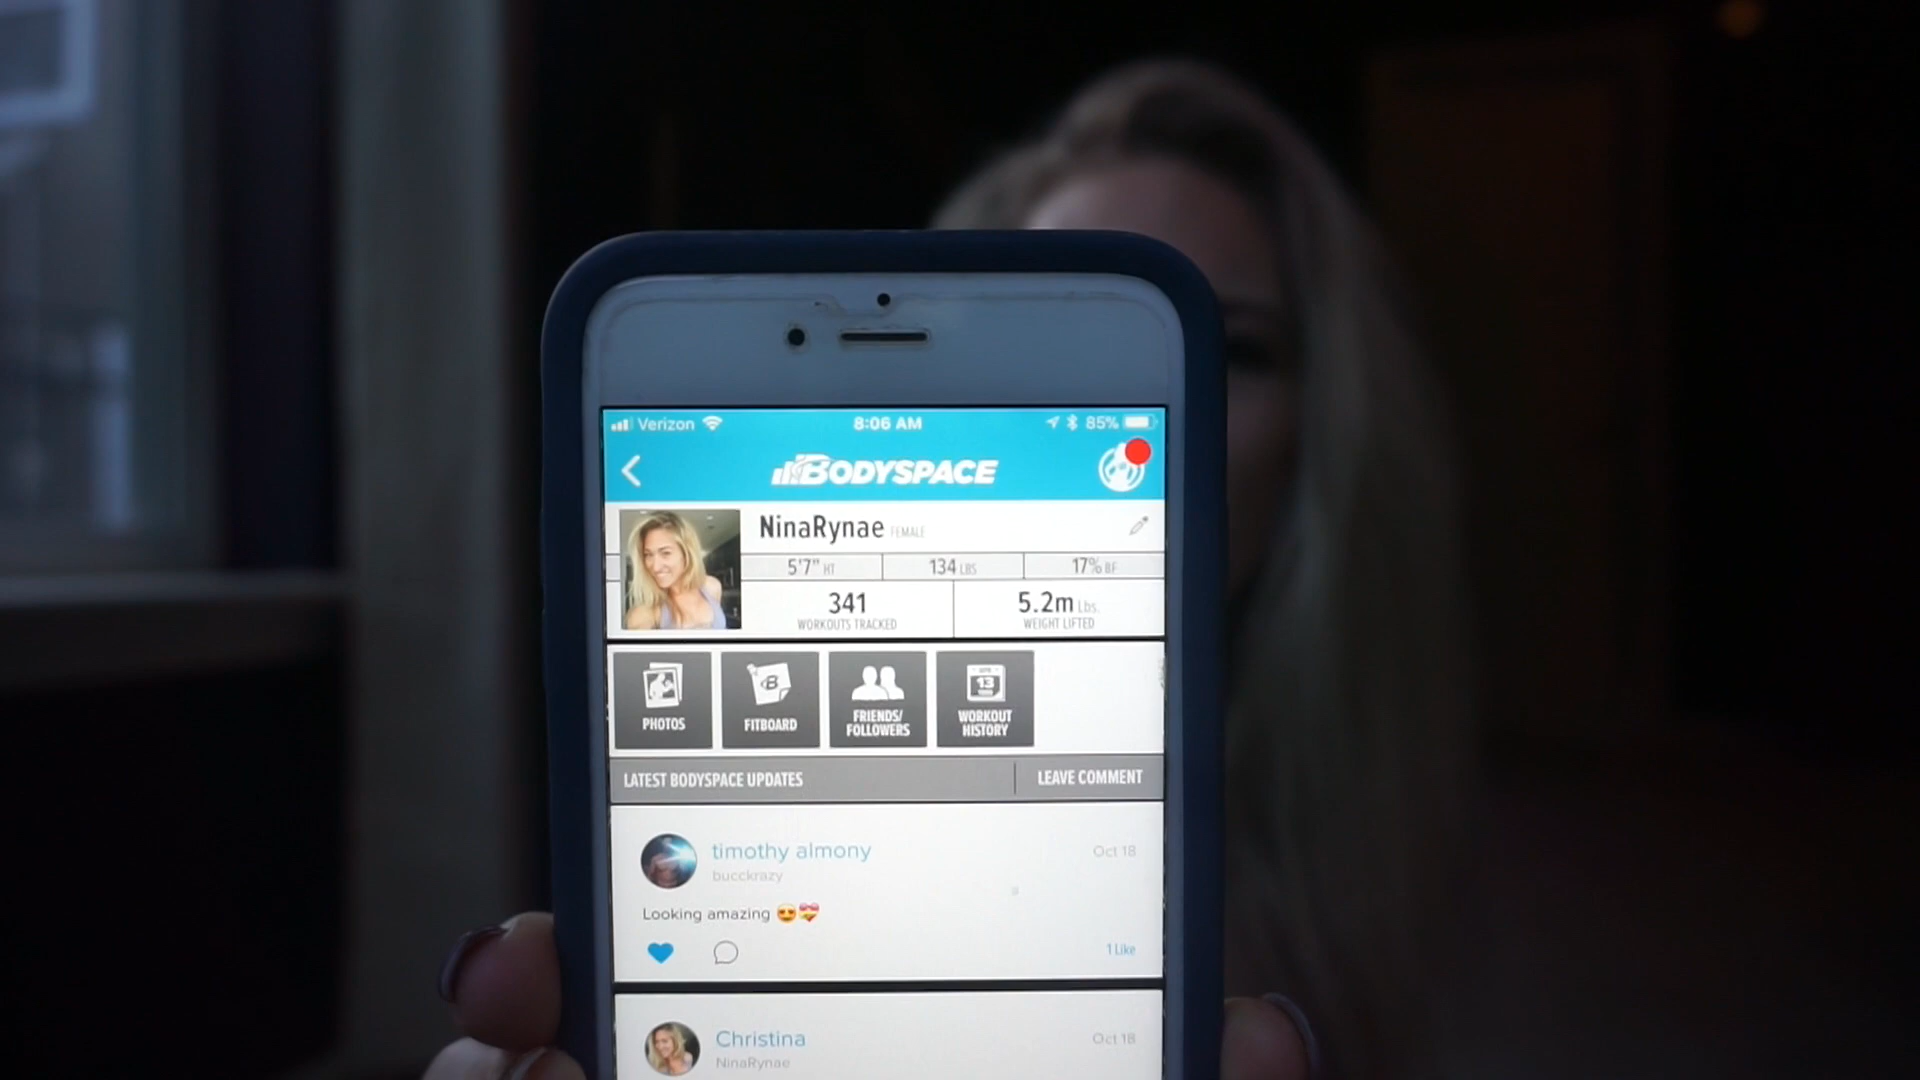 Verizon 8:06 AM 85%
BODYSPACE
NinaRynae FEMALE
5'7" HT 134 LBS 17% BF
341 5.2m Lbs.
WORKOUTS TRACKED WEIGHT LIFTED
13
B
PHOTOS FITBOARD FRIENDS/ FOLLOWERS WORKOUT HISTORY
LATEST BODYSPACE UPDATES LEAVE COMMENT
timothy almony Oct 18
bucckrazy
Looking amazing 😍💝
1 Like
Christina Oct 18
NinaRynae